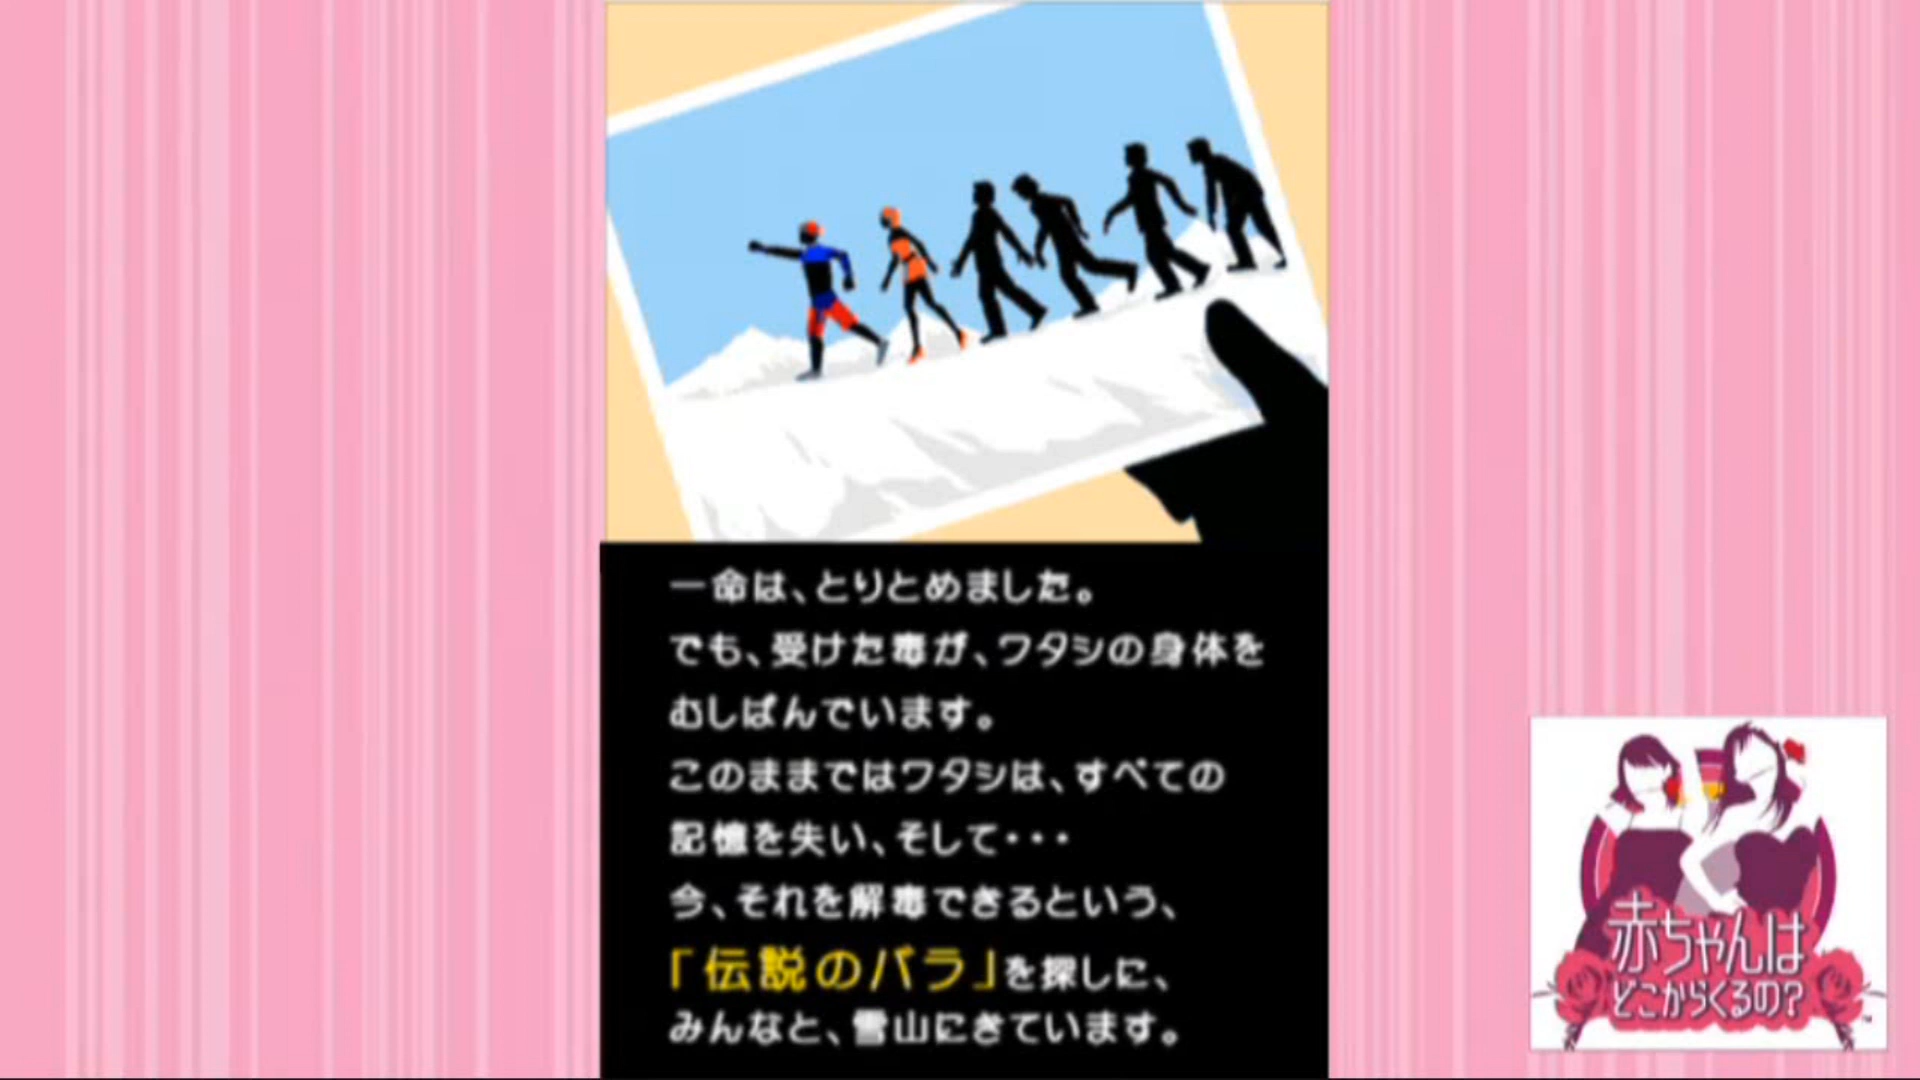 一命は、とりとめました。
でも、受けた毒が、ワタシの身体を
むしばんでいます。
このままではワタシは、すべての
記憶を失い、そして・・・
今、それを解毒できるという、
「伝説のバラ」を探しに、
みんなと、雪山にきています。
赤ちゃんは
どこからくるの?